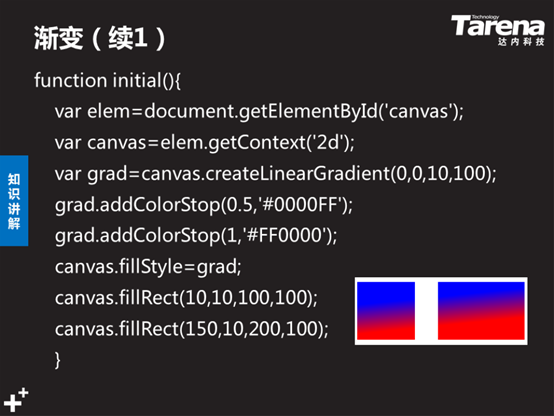 渐变（续1）
Technology
Tarena
达内科技
function initial(){
var elem=document.getElementById('canvas');
var canvas=elem.getContext('2d');
var grad=canvas.createLinearGradient(0,0,10,100);
grad.addColorStop(0.5,'#0000FF');
grad.addColorStop(1,'#FF0000');
canvas.fillStyle=grad;
canvas.fillRect(10,10,100,100);
canvas.fillRect(150,10,200,100);
}
知识讲解